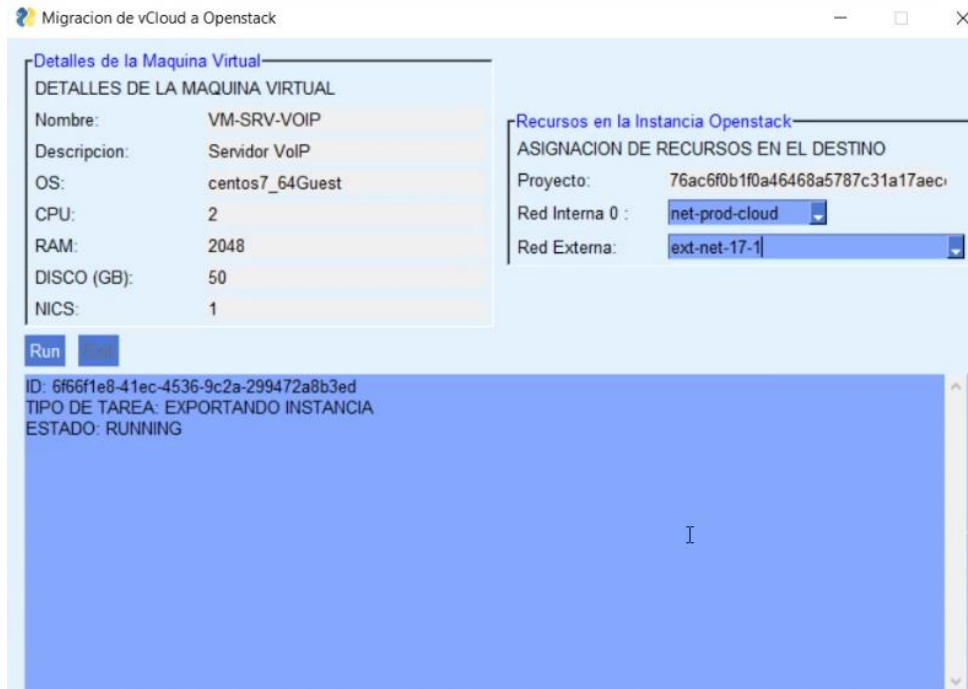 Migracion de vCloud a Openstack
Detalles de la Maquina Virtual
DETALLES DE LA MAQUINA VIRTUAL
Nombre: VM-SRV-VOIP
Descripcion: Servidor VoIP
OS: centos7_64Guest
CPU: 2
RAM: 2048
DISCO (GB): 50
NICS: 1
Recursos en la Instancia Openstack
ASIGNACION DE RECURSOS EN EL DESTINO
Proyecto: 76ac6f0b1f0a46468a5787c31a17aec
Red Interna 0 : net-prod-cloud
Red Externa: ext-net-17-1
Run Exit
ID: 6f66f1e8-41ec-4536-9c2a-299472a8b3ed
TIPO DE TAREA: EXPORTANDO INSTANCIA
ESTADO: RUNNING